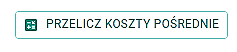 PRZELICZ KOSZTY POŚREDNIE